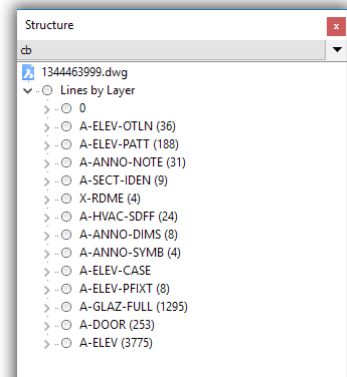 Structure
x
cb
1344463999.dwg
Lines by Layer
0
A-ELEV-OTLN (36)
A-ELEV-PATT (188)
A-ANNO-NOTE (31)
A-SECT-IDEN (9)
X-RDME (4)
A-HVAC-SDFF (24)
A-ANNO-DIMS (8)
A-ANNO-SYMB (4)
A-ELEV-CASE
A-ELEV-PFIXT (8)
A-GLAZ-FULL (1295)
A-DOOR (253)
A-ELEV (3775)